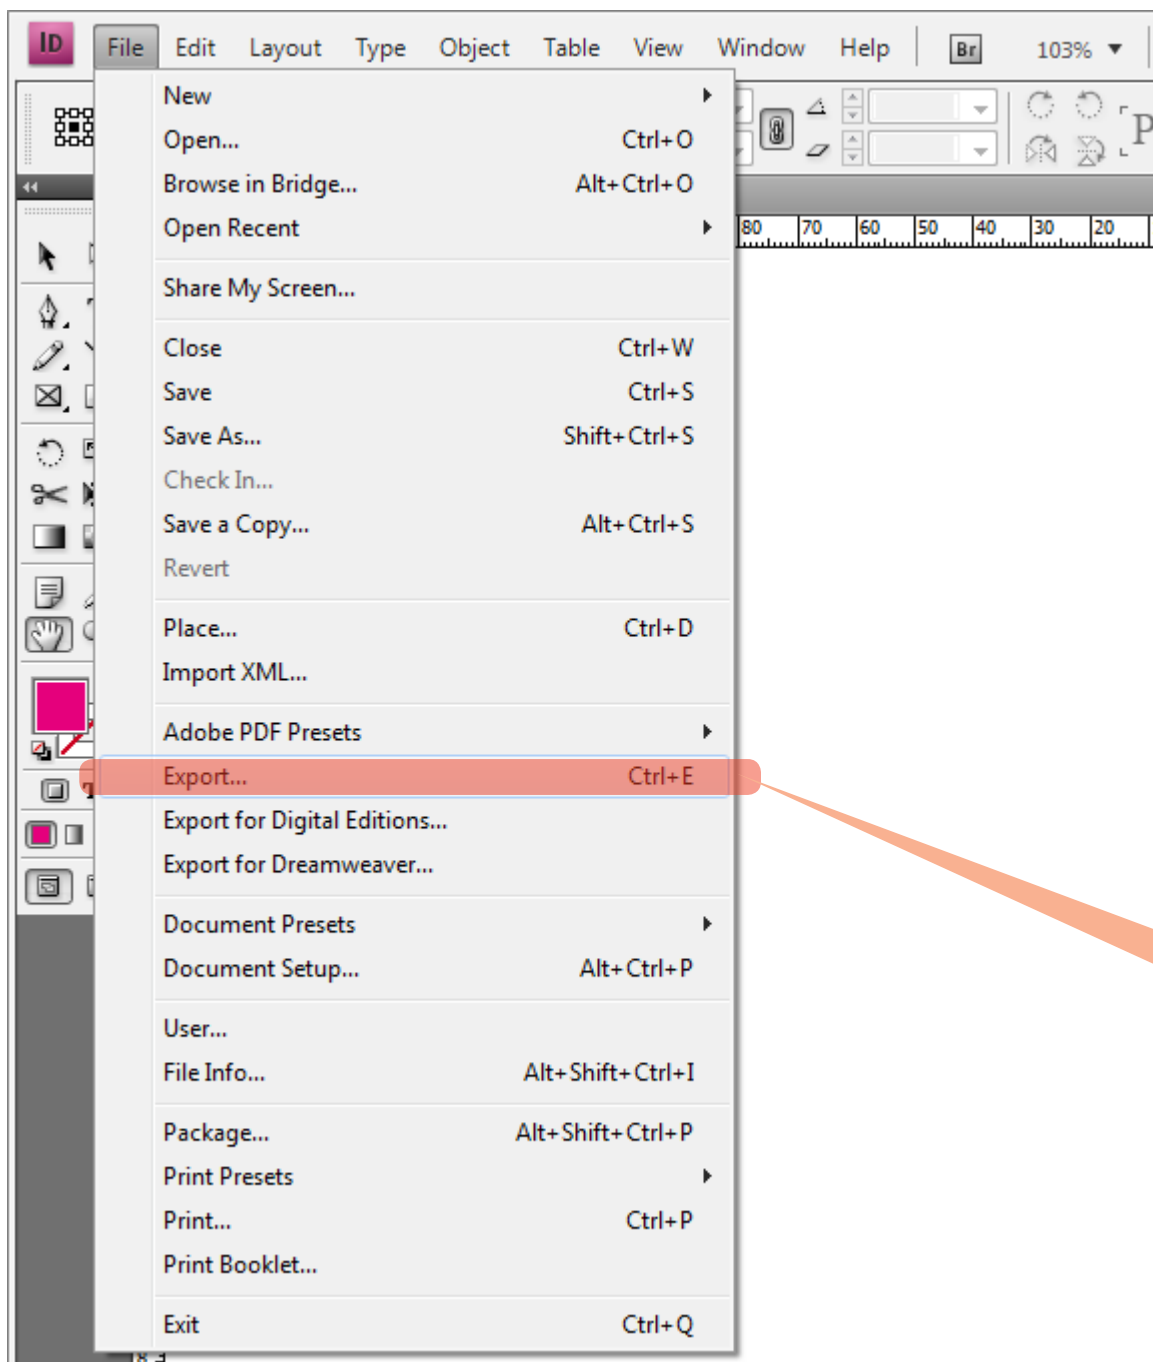 ID File Edit Layout Type Object Table View Window Help Br 103%
New
Open... Ctrl+O
Browse in Bridge... Alt+Ctrl+O
Open Recent
80 70 60 50 40 30 20
Share My Screen...
Close Ctrl+W
Save Ctrl+S
Save As... Shift+Ctrl+S
Check In...
Save a Copy... Alt+Ctrl+S
Revert
Place... Ctrl+D
Import XML...
Adobe PDF Presets
Export... Ctrl+E
Export for Digital Editions...
Export for Dreamweaver...
Document Presets
Document Setup... Alt+Ctrl+P
User...
File Info... Alt+Shift+Ctrl+I
Package... Alt+Shift+Ctrl+P
Print Presets
Print... Ctrl+P
Print Booklet...
Exit Ctrl+Q